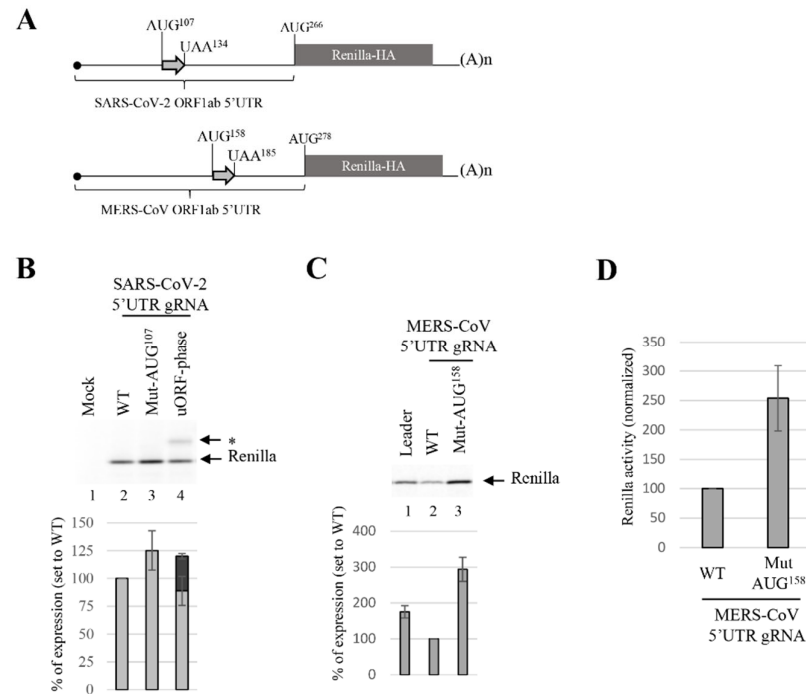 A
AUG107
UAA134
AUG266
Renilla-HA
(A)n
SARS-CoV-2 ORF1ab 5'UTR
AUG158
UAA185
AUG278
Renilla-HA
(A)n
MERS-CoV ORF1ab 5'UTR
B
SARS-CoV-2
5'UTR gRNA
Mock
WT
Mut-AUG107
uORF-phase
*
Renilla
1 2 3 4
% of expression (set to WT)
150
125
100
75
50
25
0
C
MERS-CoV
5'UTR gRNA
Leader
WT
Mut-AUG158
Renilla
1 2 3
% of expression (set to WT)
400
300
200
100
0
D
Renilla activity (normalized)
350
300
250
200
150
100
50
0
WT
Mut
AUG158
MERS-CoV
5'UTR gRNA